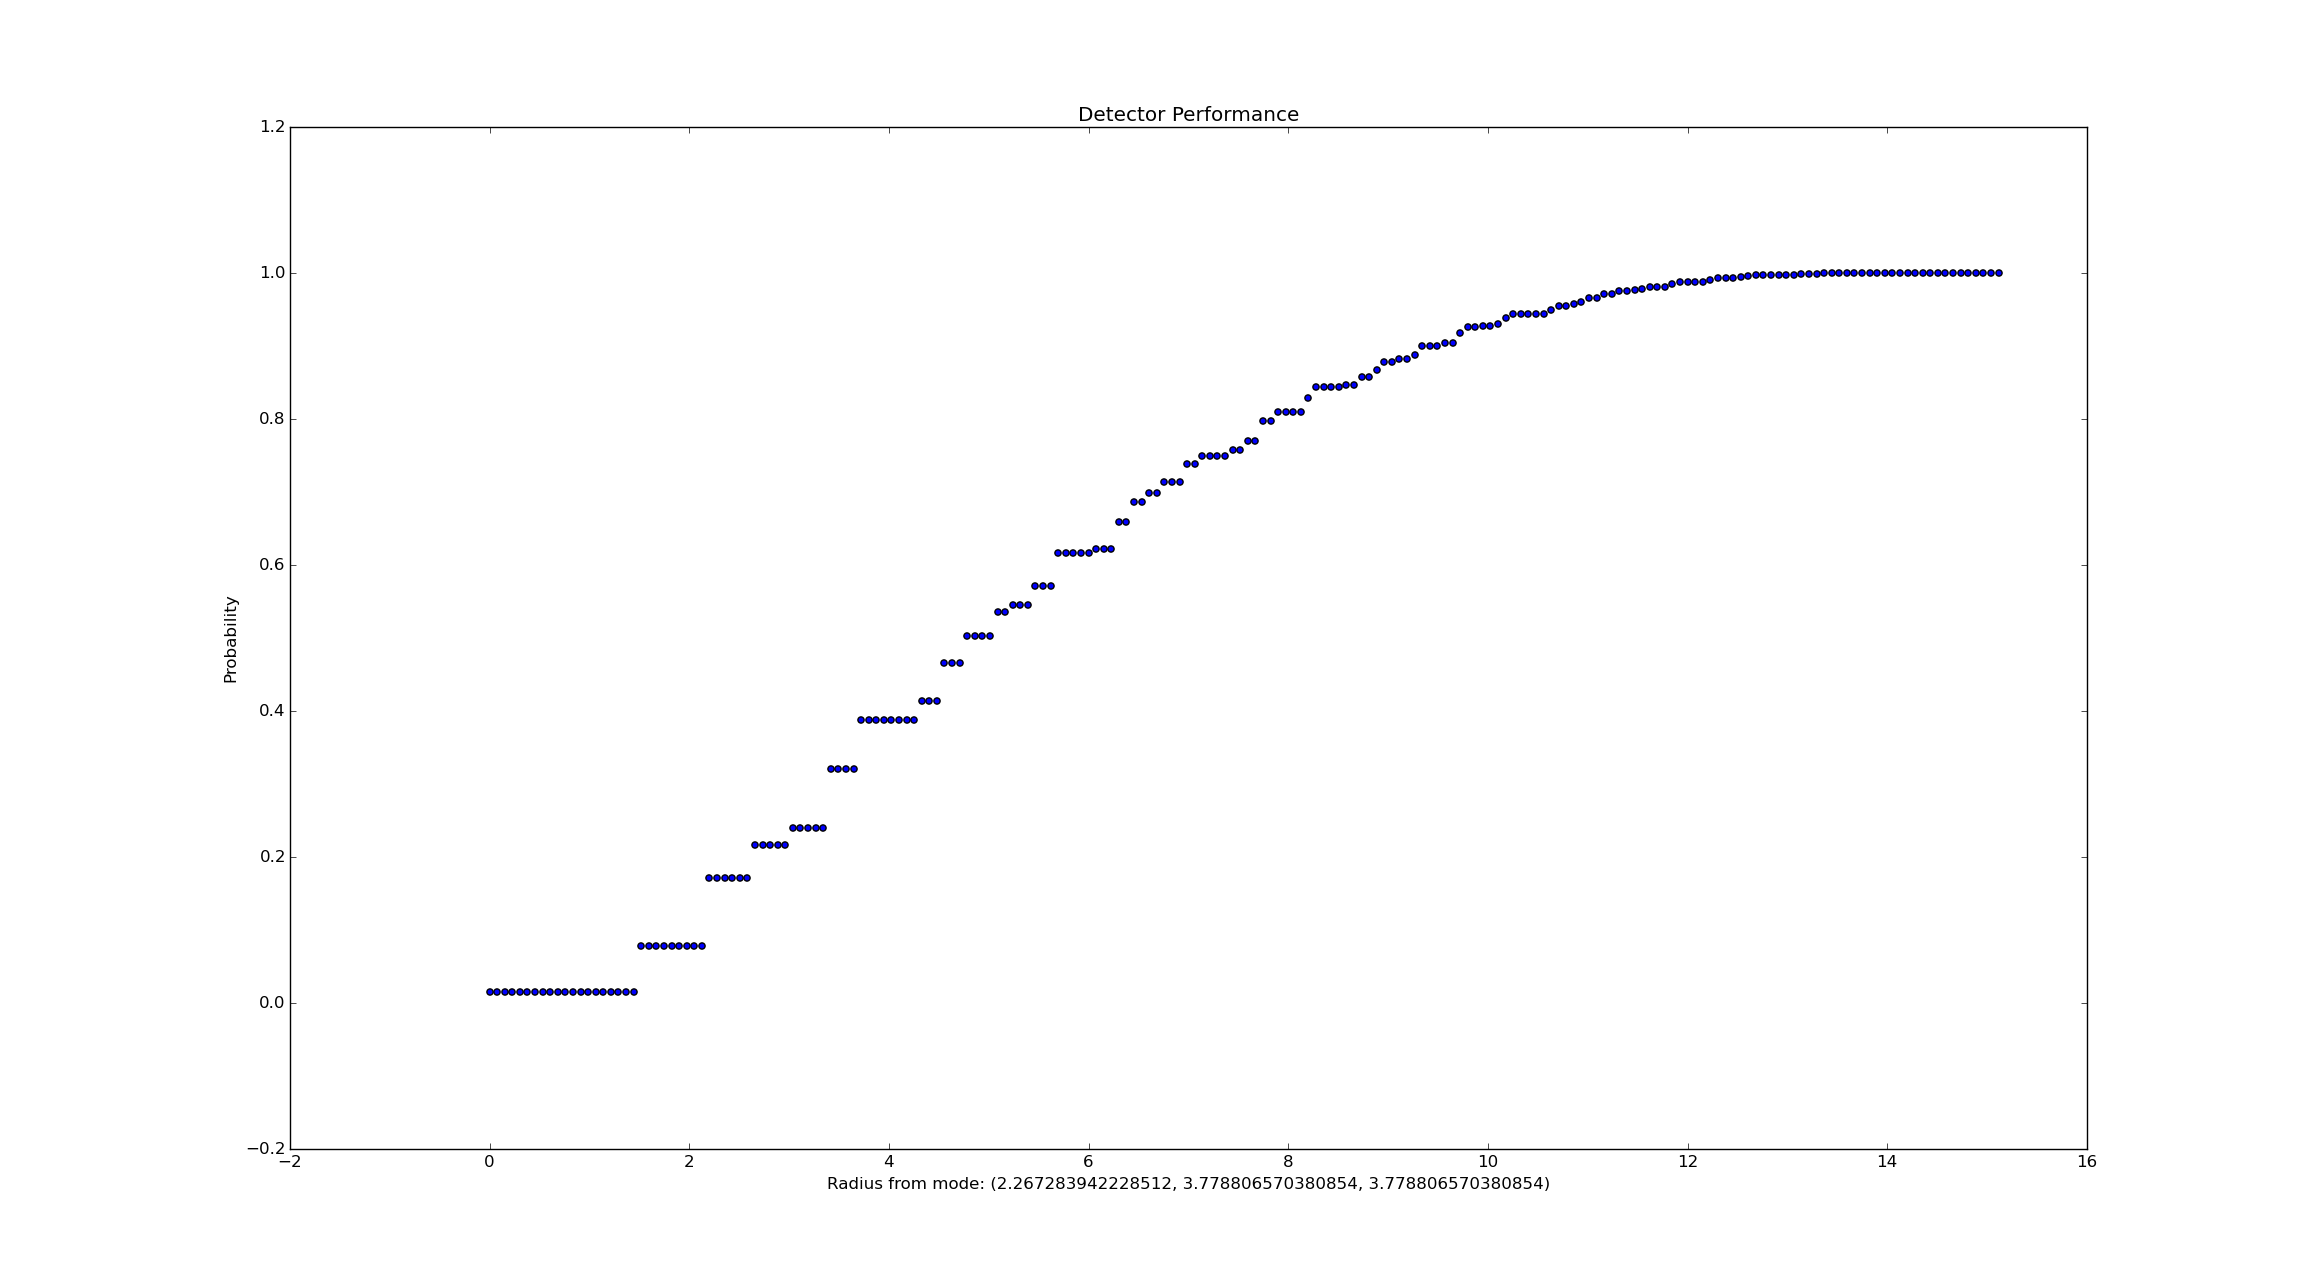 Detector Performance
1.2
1.0
0.8
0.6
0.4
0.2
0.0
−0.2
Probability
−2 0 2 4 6 8 10 12 14 16
Radius from mode: (2.267283942228512, 3.778806570380854, 3.778806570380854)